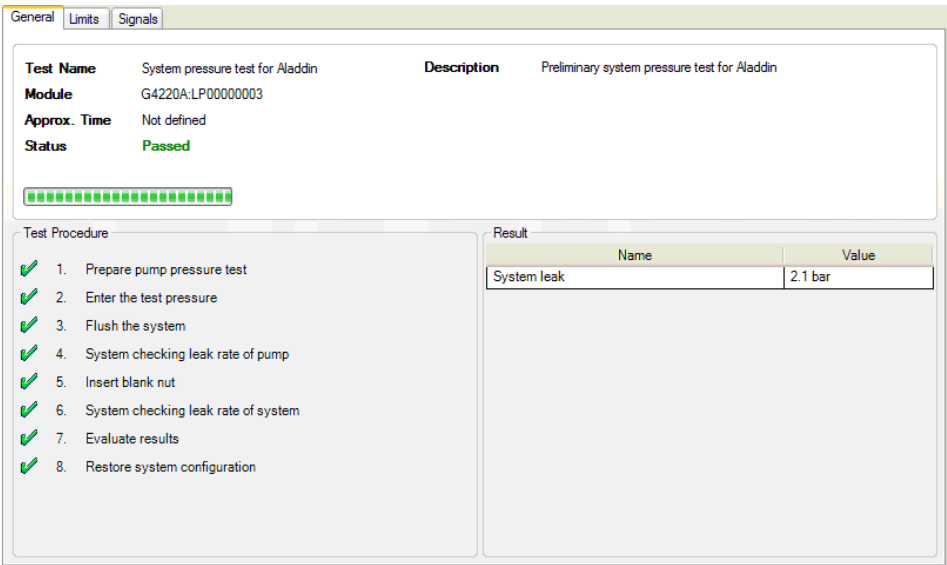 General Limits Signals
Test Name System pressure test for Aladdin Description Preliminary system pressure test for Aladdin
Module G4220A:LP00000003
Approx. Time Not defined
Status Passed
Test Procedure
1. Prepare pump pressure test
2. Enter the test pressure
3. Flush the system
4. System checking leak rate of pump
5. Insert blank nut
6. System checking leak rate of system
7. Evaluate results
8. Restore system configuration
Result
Name Value
System leak 2.1 bar